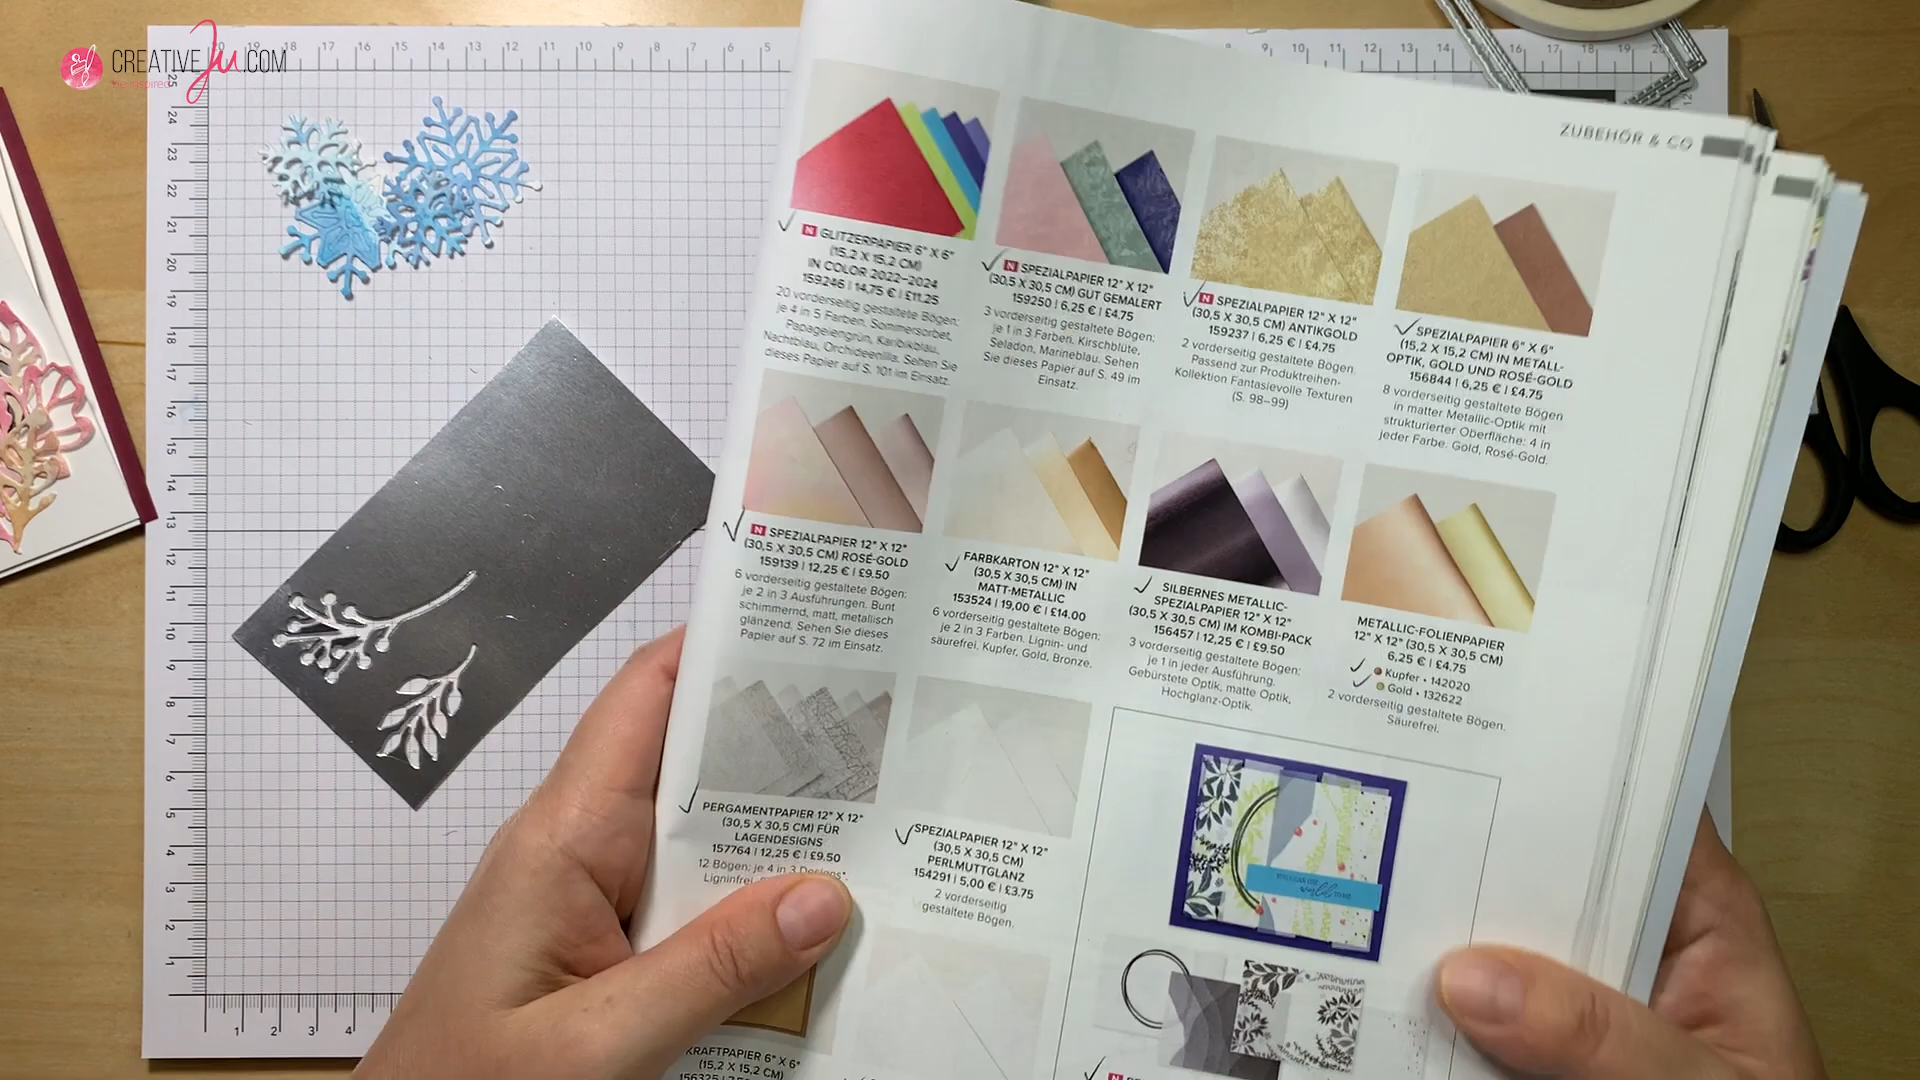 CREATIVEJu.COM
be inspired
ZUBEHÖR & CO
N GLITZERPAPIER 6" X 6"
(15,2 X 15,2 CM)
IN COLOR 2022–2024
159246 | 14,75 € | £11.25
20 vorderseitig gestaltete Bögen:
je 4 in 5 Farben. Sommersorbet,
Papageiengrün, Karibikblau,
Nachtblau, Orchideenlila. Sehen Sie
dieses Papier auf S. 101 im Einsatz.
N SPEZIALPAPIER 12" X 12"
(30,5 X 30,5 CM) GUT GEMALERT
159250 | 6,25 € | £4.75
3 vorderseitig gestaltete Bögen:
je 1 in 3 Farben. Kirschblüte,
Seladon, Marineblau. Sehen
Sie dieses Papier auf S. 49 im
Einsatz.
N SPEZIALPAPIER 12" X 12"
(30,5 X 30,5 CM) ANTIKGOLD
159237 | 6,25 € | £4.75
2 vorderseitig gestaltete Bögen.
Passend zur Produktreihen-
Kollektion Fantasievolle Texturen
(S. 98–99)
SPEZIALPAPIER 6" X 6"
(15,2 X 15,2 CM) IN METALL-
OPTIK, GOLD UND ROSÉ-GOLD
156844 | 6,25 € | £4.75
8 vorderseitig gestaltete Bögen
in matter Metallic-Optik mit
strukturierter Oberfläche: 4 in
jeder Farbe. Gold, Rosé-Gold.
N SPEZIALPAPIER 12" X 12"
(30,5 X 30,5 CM) ROSÉ-GOLD
159139 | 12,25 € | £9.50
6 vorderseitig gestaltete Bögen:
je 2 in 3 Ausführungen. Bunt
schimmernd, matt, metallisch
glänzend. Sehen Sie dieses
Papier auf S. 72 im Einsatz.
FARBKARTON 12" X 12"
(30,5 X 30,5 CM) IN
MATT-METALLIC
153524 | 19,00 € | £14.00
6 vorderseitig gestaltete Bögen:
je 2 in 3 Farben. Lignin- und
säurefrei. Kupfer, Gold, Bronze.
SILBERNES METALLIC-
SPEZIALPAPIER 12" X 12"
(30,5 X 30,5 CM) IM KOMBI-PACK
156457 | 12,25 € | £9.50
3 vorderseitig gestaltete Bögen:
je 1 in jeder Ausführung.
Gebürstete Optik, matte Optik,
Hochglanz-Optik.
METALLIC-FOLIENPAPIER
12" X 12" (30,5 X 30,5 CM)
6,25 € | £4.75
Kupfer • 142020
Gold • 132622
2 vorderseitig gestaltete Bögen.
Säurefrei.
PERGAMENTPAPIER 12" X 12"
(30,5 X 30,5 CM) FÜR
LAGENDESIGNS
157764 | 12,25 € | £9.50
12 Bögen: je 4 in 3 Designs*.
Ligninfrei,
SPEZIALPAPIER 12" X 12"
(30,5 X 30,5 CM)
PERLMUTTGLANZ
154291 | 5,00 € | £3.75
2 vorderseitig
gestaltete Bögen.
KRAFTPAPIER 6" X 6"
(15,2 X 15,2 CM)
N